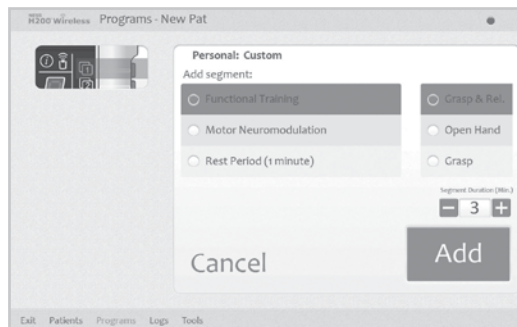 NESS
H200 Wireless Programs - New Pat
Personal: Custom
Add segment:
Functional Training
Grasp & Rel.
Motor Neuromodulation
Open Hand
Rest Period (1 minute)
Grasp
Segment Duration (Min.)
3
Cancel
Add
Exit Patients Programs Logs Tools